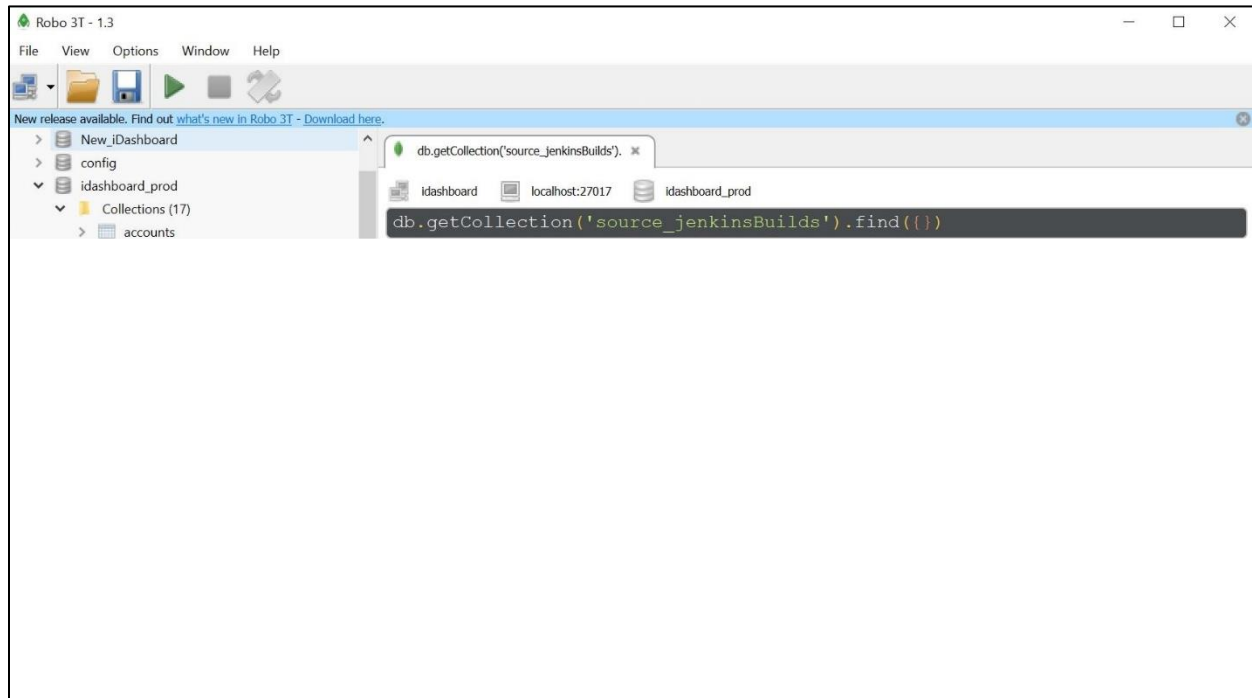 Robo 3T - 1.3
File View Options Window Help
New release available. Find out what's new in Robo 3T - Download here.
New_iDashboard
config
idashboard_prod
Collections (17)
accounts
db.getCollection('source_jenkinsBuilds').
idashboard localhost:27017 idashboard_prod
db.getCollection('source_jenkinsBuilds').find({})